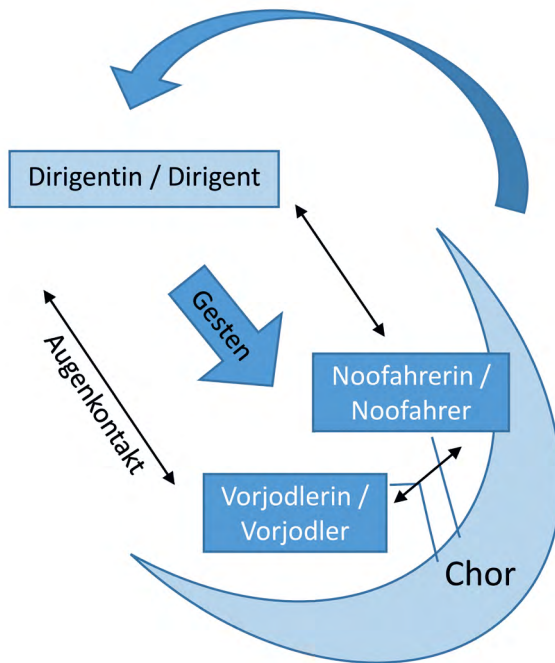 Dirigentin / Dirigent
Gesten
Augenkontakt
Noofahrerin /
Noofahrer
Vorjodlerin /
Vorjodler
Chor